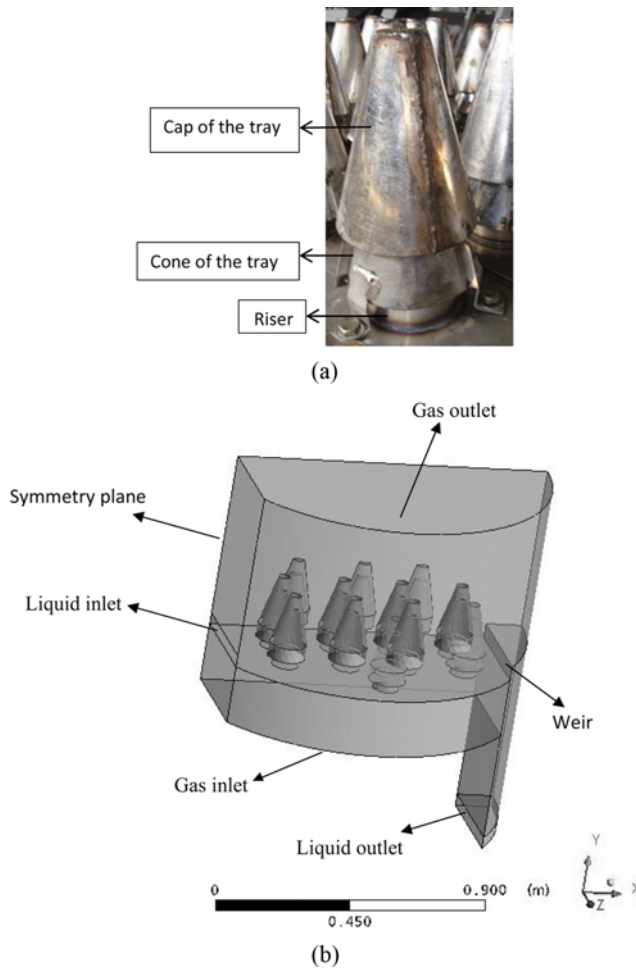 Cap of the tray
Cone of the tray
Riser
(a)
Gas outlet
Symmetry plane
Liquid inlet
Weir
Gas inlet
Liquid outlet
0
0.900 (m)
0.450
Y
X
Z
(b)